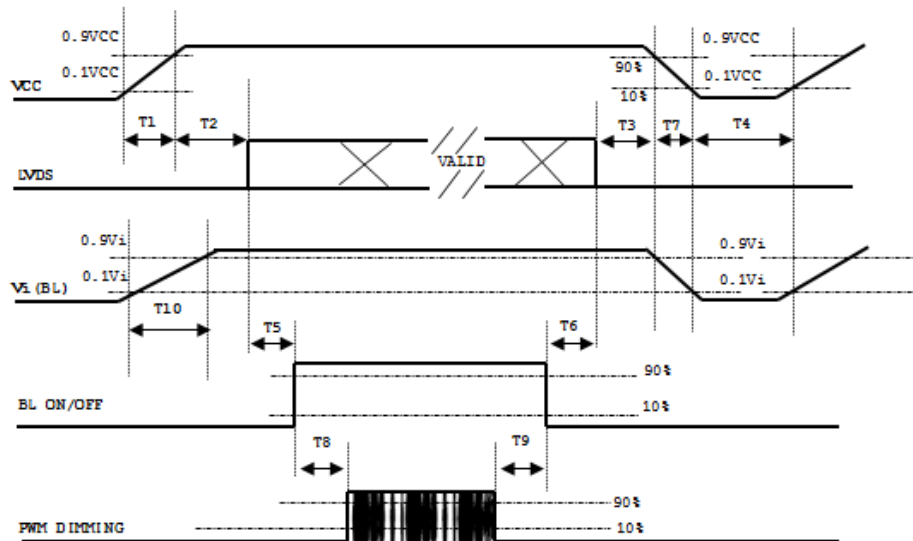 0.9VCC 0.9VCC
90%
0.1VCC 0.1VCC
VCC 10%
T1 T2 T3 T7 T4
VALID
LVDS
0.9Vi 0.9Vi
0.1Vi 0.1Vi
Vi(BL)
T10
T5 T6
90%
BL ON/OFF 10%
T8 T9
90%
PWM DIMMING 10%